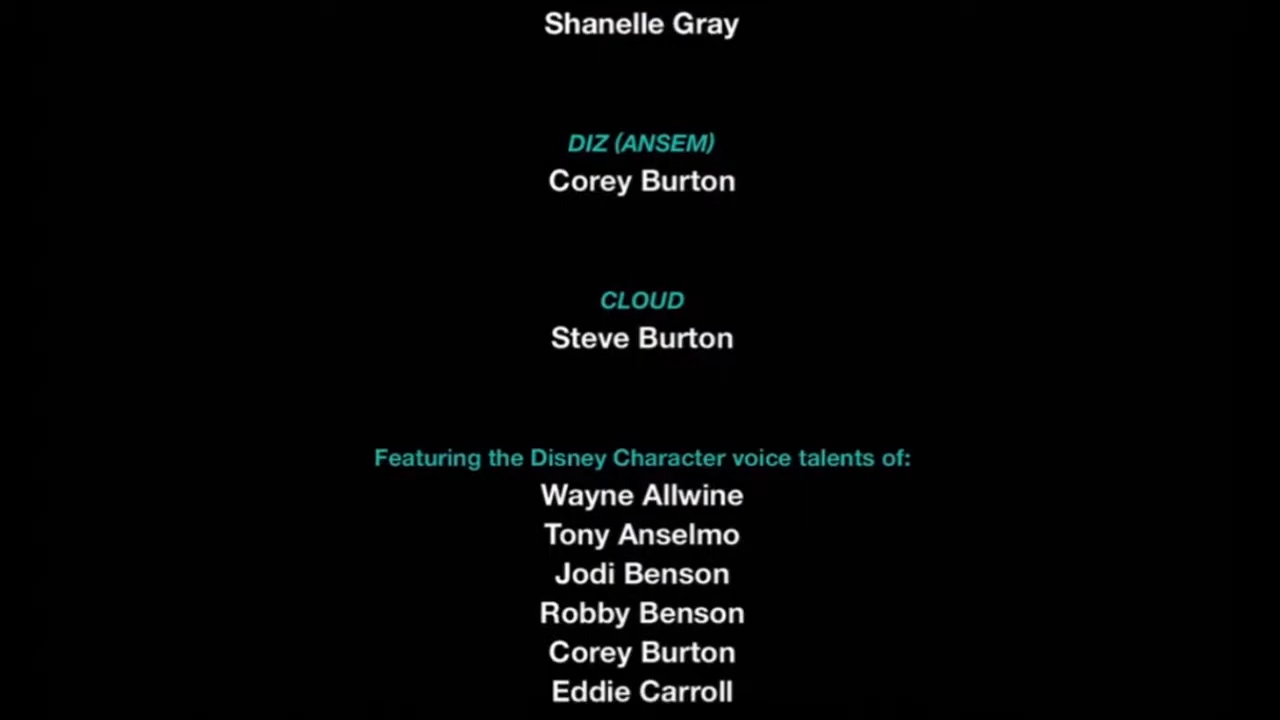 Shanelle Gray
DIZ (ANSEM)
Corey Burton
CLOUD
Steve Burton
Featuring the Disney Character voice talents of:
Wayne Allwine
Tony Anselmo
Jodi Benson
Robby Benson
Corey Burton
Eddie Carroll